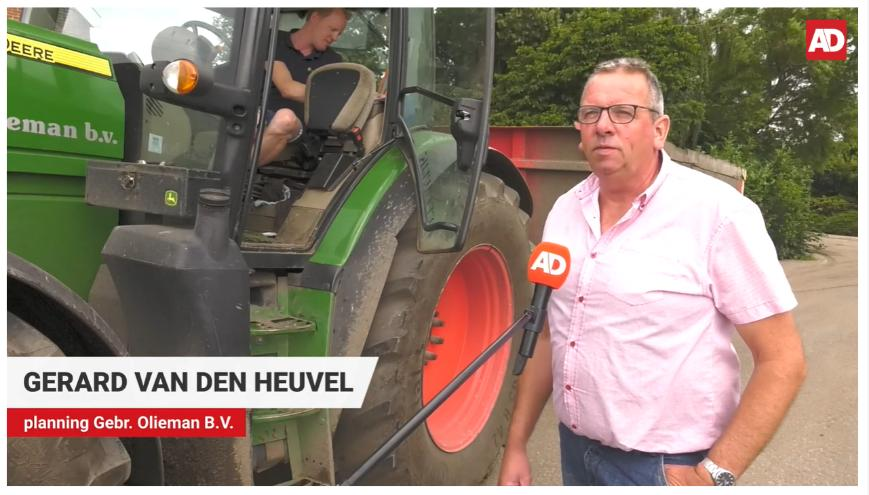 AD
DEERE
eman b.v.
AD
GERARD VAN DEN HEUVEL
planning Gebr. Olieman B.V.